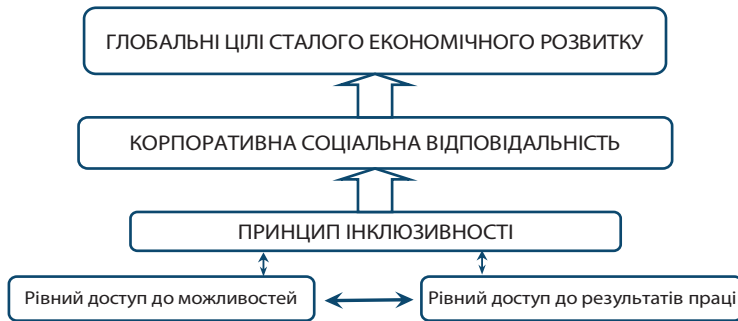 ГЛОБАЛЬНІ ЦІЛІ СТАЛОГО ЕКОНОМІЧНОГО РОЗВИТКУ
КОРПОРАТИВНА СОЦІАЛЬНА ВІДПОВІДАЛЬНІСТЬ
ПРИНЦИП ІНКЛЮЗИВНОСТІ
Рівний доступ до можливостей
Рівний доступ до результатів праці